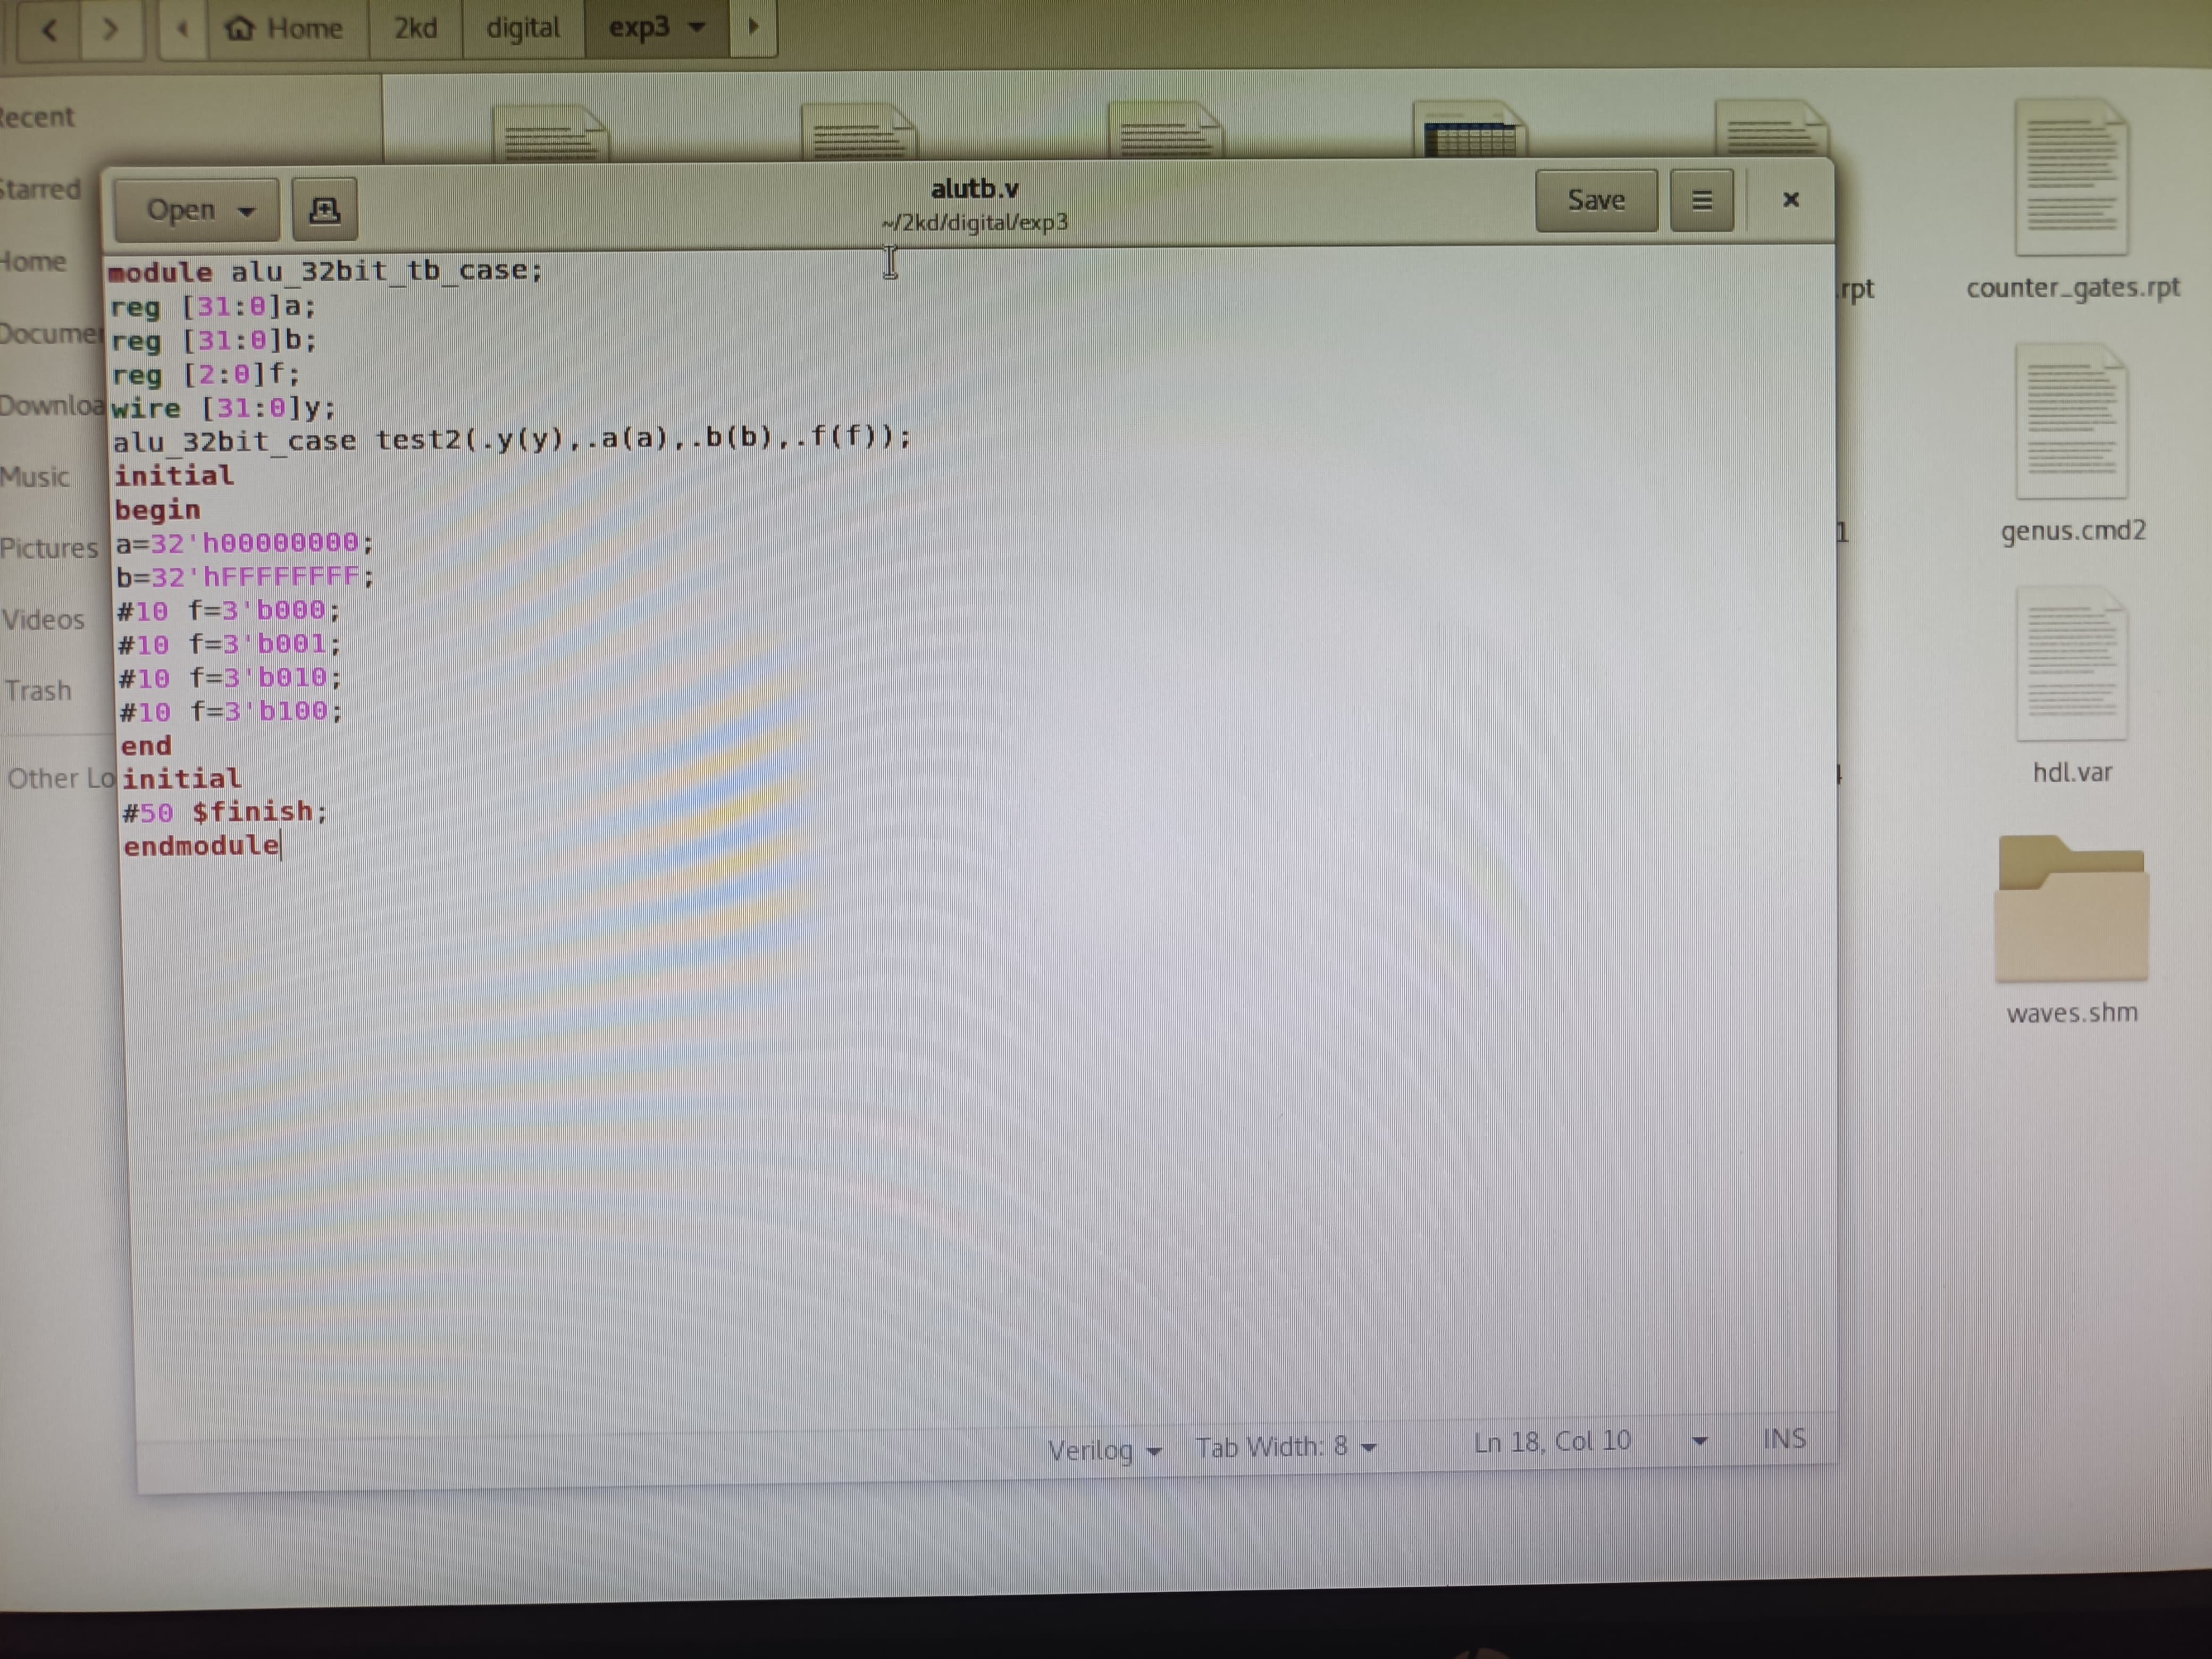 Home 2kd digital exp3
Recent
Starred
Home
Documen
Downloa
Music
Pictures
Videos
Trash
Other Lo
Open
alutb.v
~/2kd/digital/exp3
Save
module alu_32bit_tb_case;
reg [31:0]a;
reg [31:0]b;
reg [2:0]f;
wire [31:0]y;
alu_32bit_case test2(.y(y),.a(a),.b(b),.f(f));
initial
begin
a=32'h00000000;
b=32'hFFFFFFFF;
#10 f=3'b000;
#10 f=3'b001;
#10 f=3'b010;
#10 f=3'b100;
end
initial
#50 $finish;
endmodule
Verilog Tab Width: 8 Ln 18, Col 10 INS
.rpt
counter_gates.rpt
1
genus.cmd2
hdl.var
waves.shm